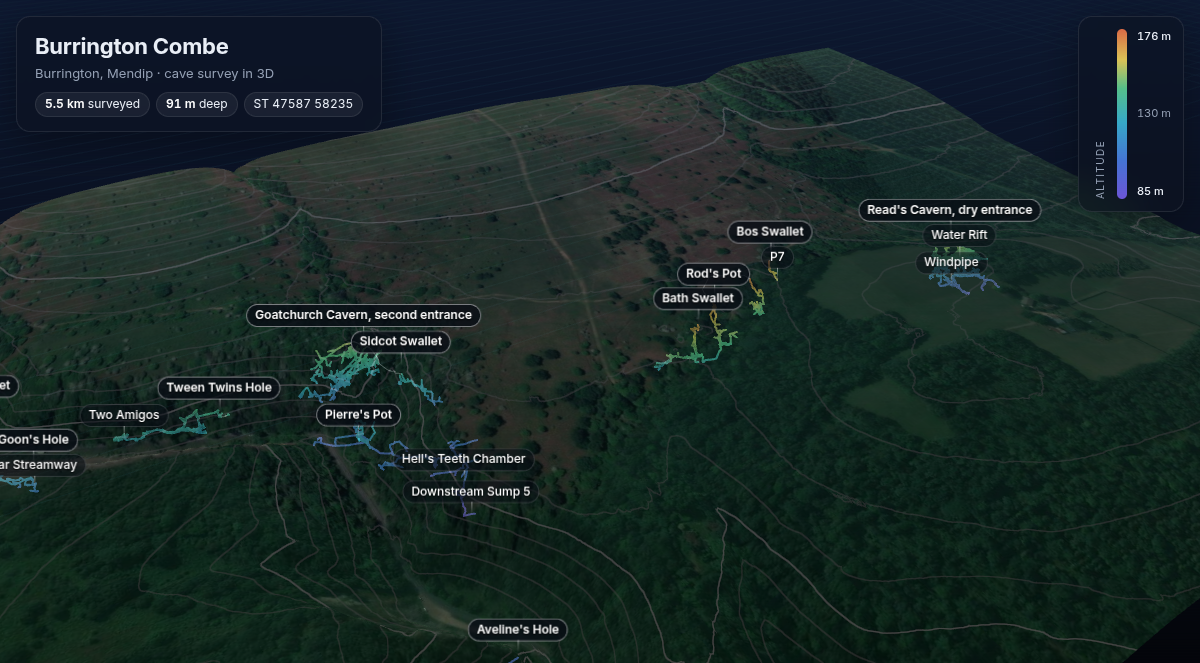 Burrington Combe
Burrington, Mendip · cave survey in 3D
5.5 km surveyed
91 m deep
ST 47587 58235
176 m
130 m
85 m
ALTITUDE
Read's Cavern, dry entrance
Water Rift
Windpipe
Bos Swallet
P7
Rod's Pot
Bath Swallet
Goatchurch Cavern, second entrance
Sidcot Swallet
Tween Twins Hole
et
Two Amigos
Pierre's Pot
Goon's Hole
ar Streamway
Hell's Teeth Chamber
Downstream Sump 5
Aveline's Hole